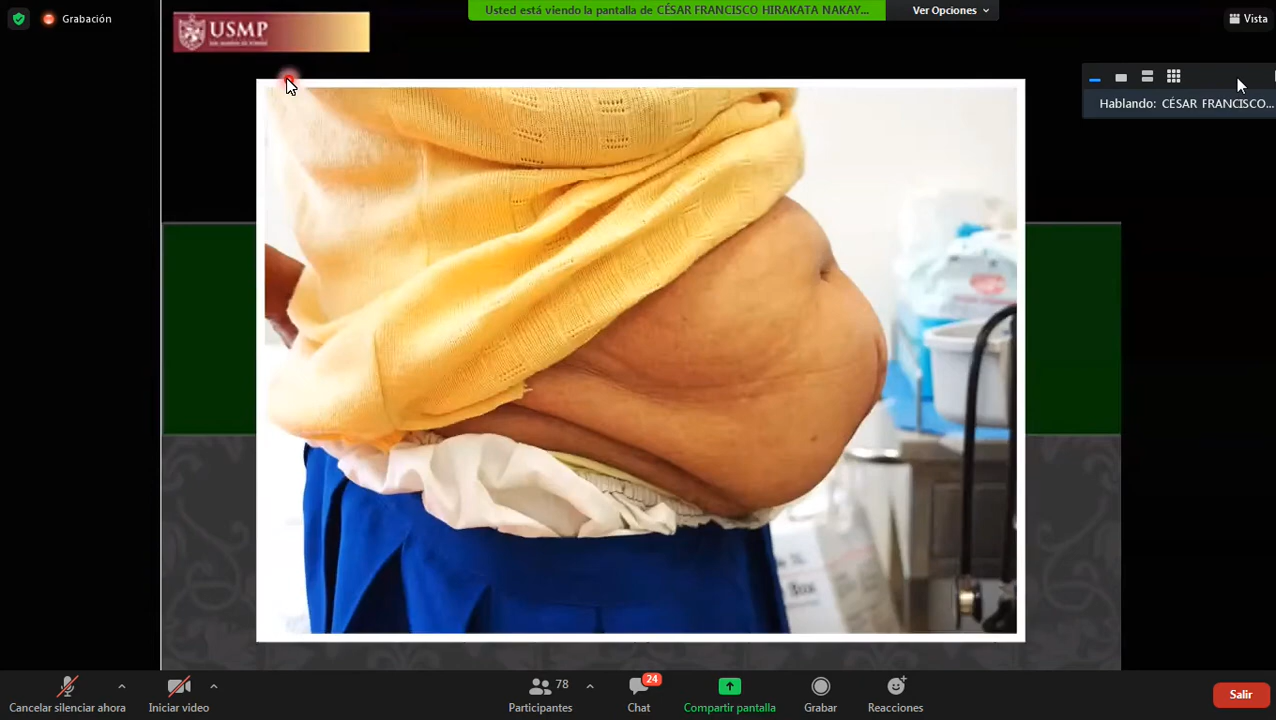 Grabación
Usted está viendo la pantalla de CÉSAR FRANCISCO HIRAKATA NAKAY...
Ver Opciones
Vista
USMP
Hablando: CÉSAR FRANCISCO...
Cancelar silenciar ahora
Iniciar video
78
Participantes
24
Chat
Compartir pantalla
Grabar
Reacciones
Salir